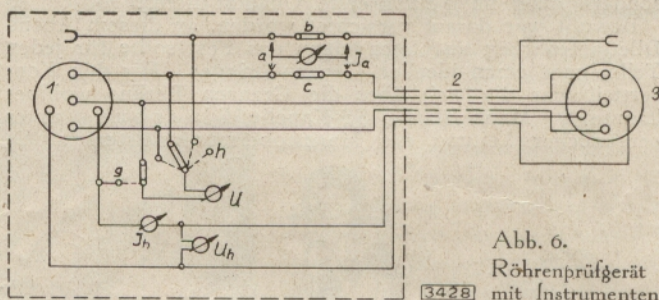 b
a
Ja
c
1
2
3
h
g
U
Jh
Uh
Abb. 6.
Röhrenprüfgerät
3428 mit Instrumenten